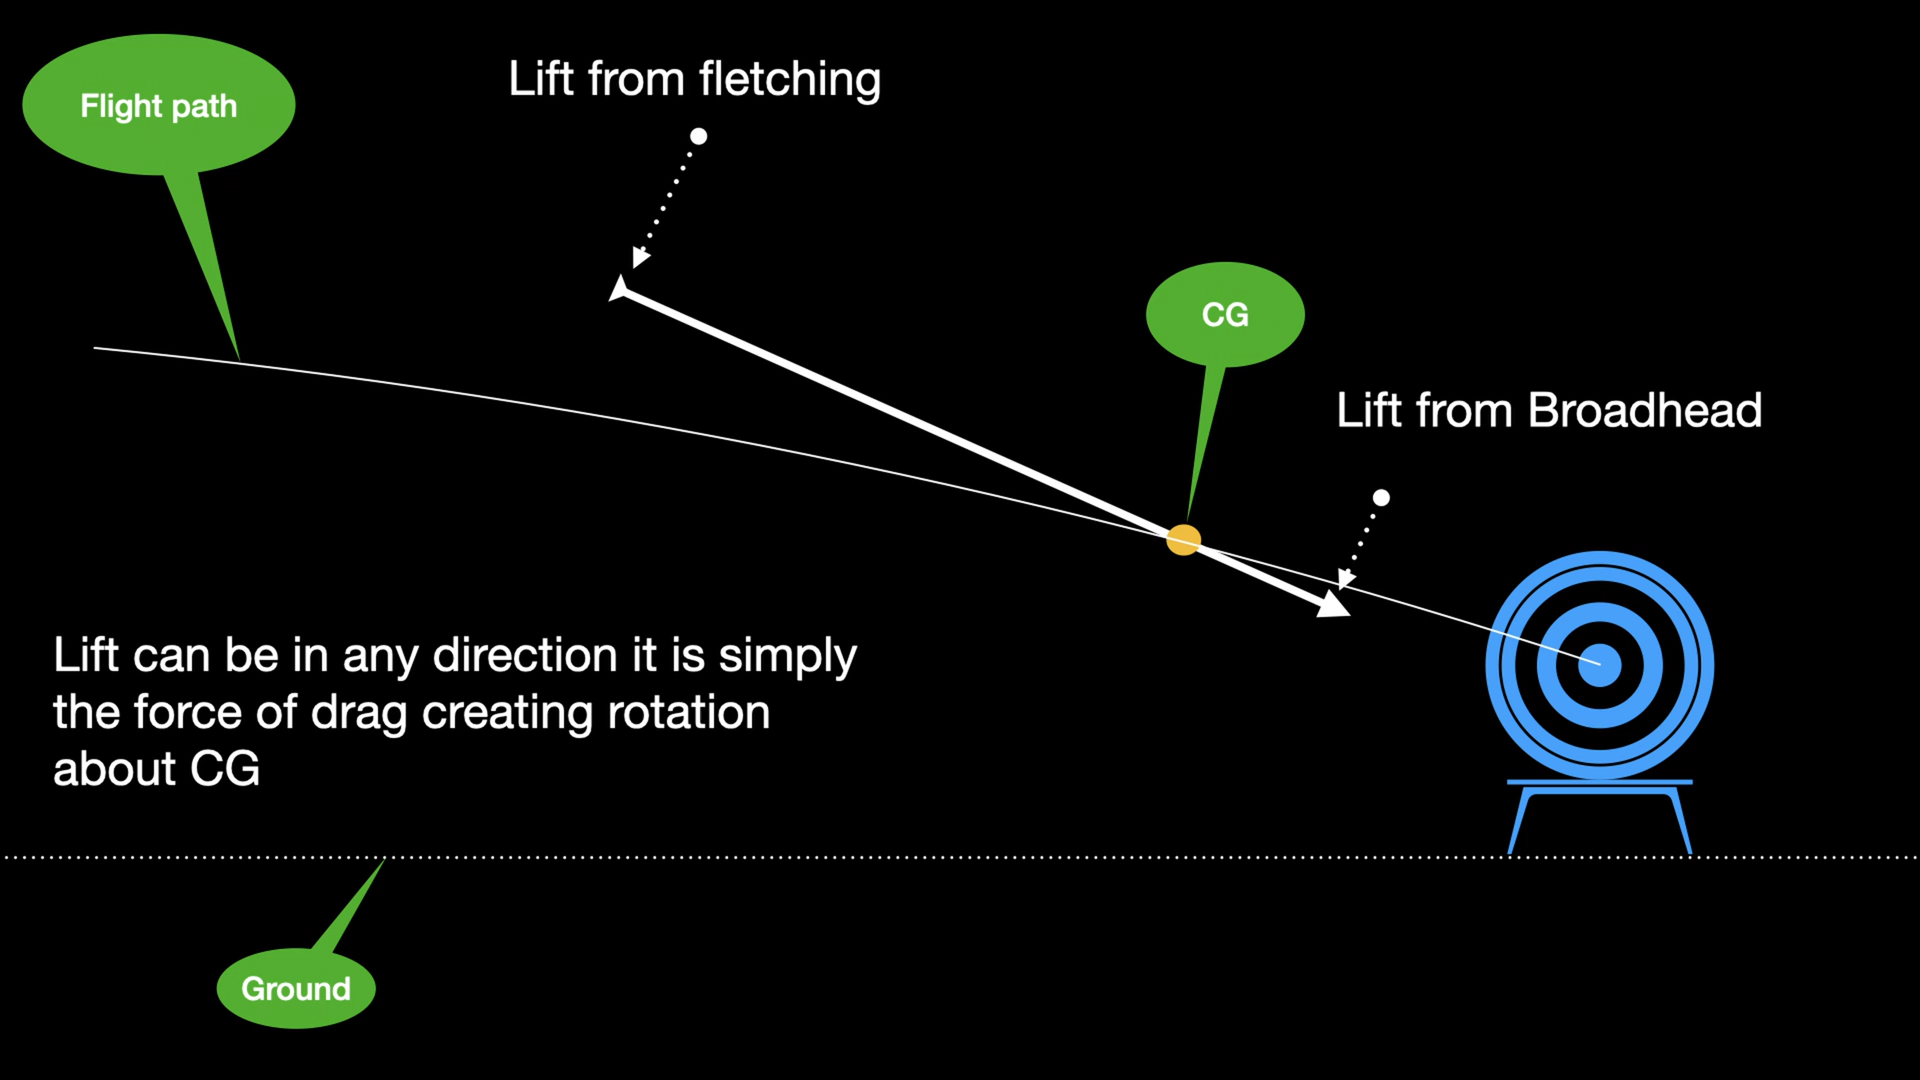 Flight path
Lift from fletching
CG
Lift from Broadhead
Lift can be in any direction it is simply
the force of drag creating rotation
about CG
Ground